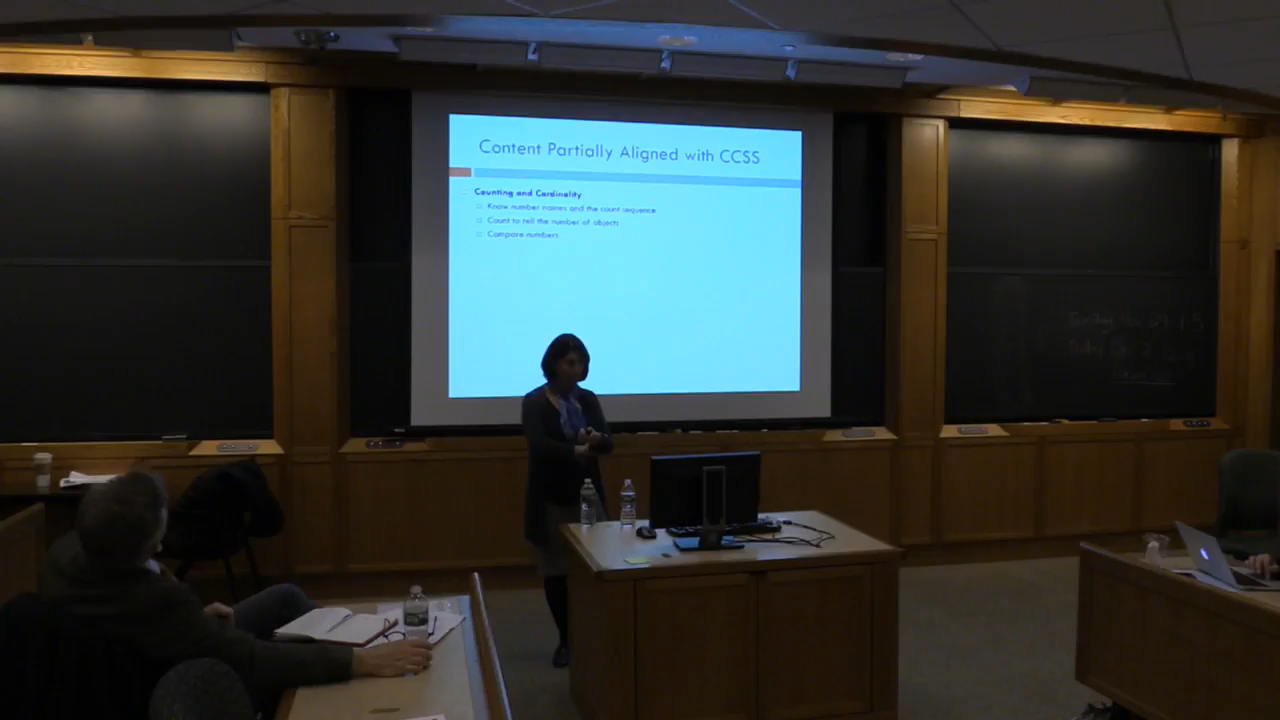 Content Partially Aligned with CCSS
Counting and Cardinality
Know number names and the count sequence
Count to tell the number of objects
Compare numbers